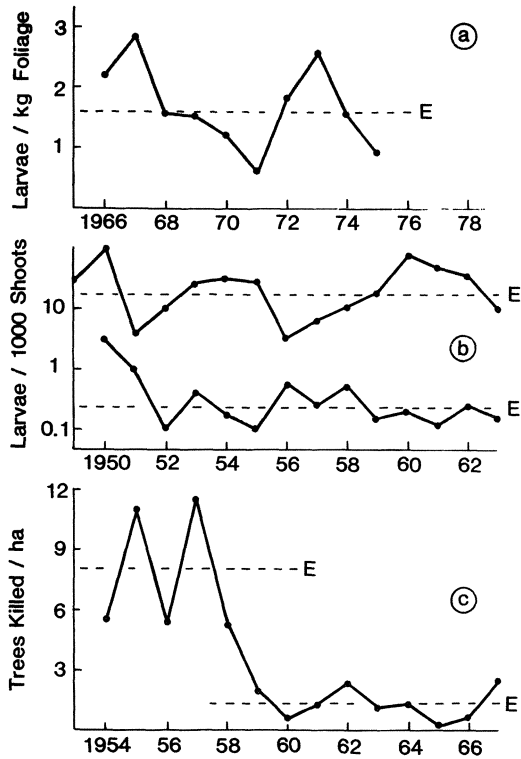 Larvae / kg Foliage
3
2
1
a
E
1966 68 70 72 74 76 78
Larvae / 1000 Shoots
10
1
0.1
E
b
E
1950 52 54 56 58 60 62
Trees Killed / ha
12
9
6
3
E
c
E
1954 56 58 60 62 64 66